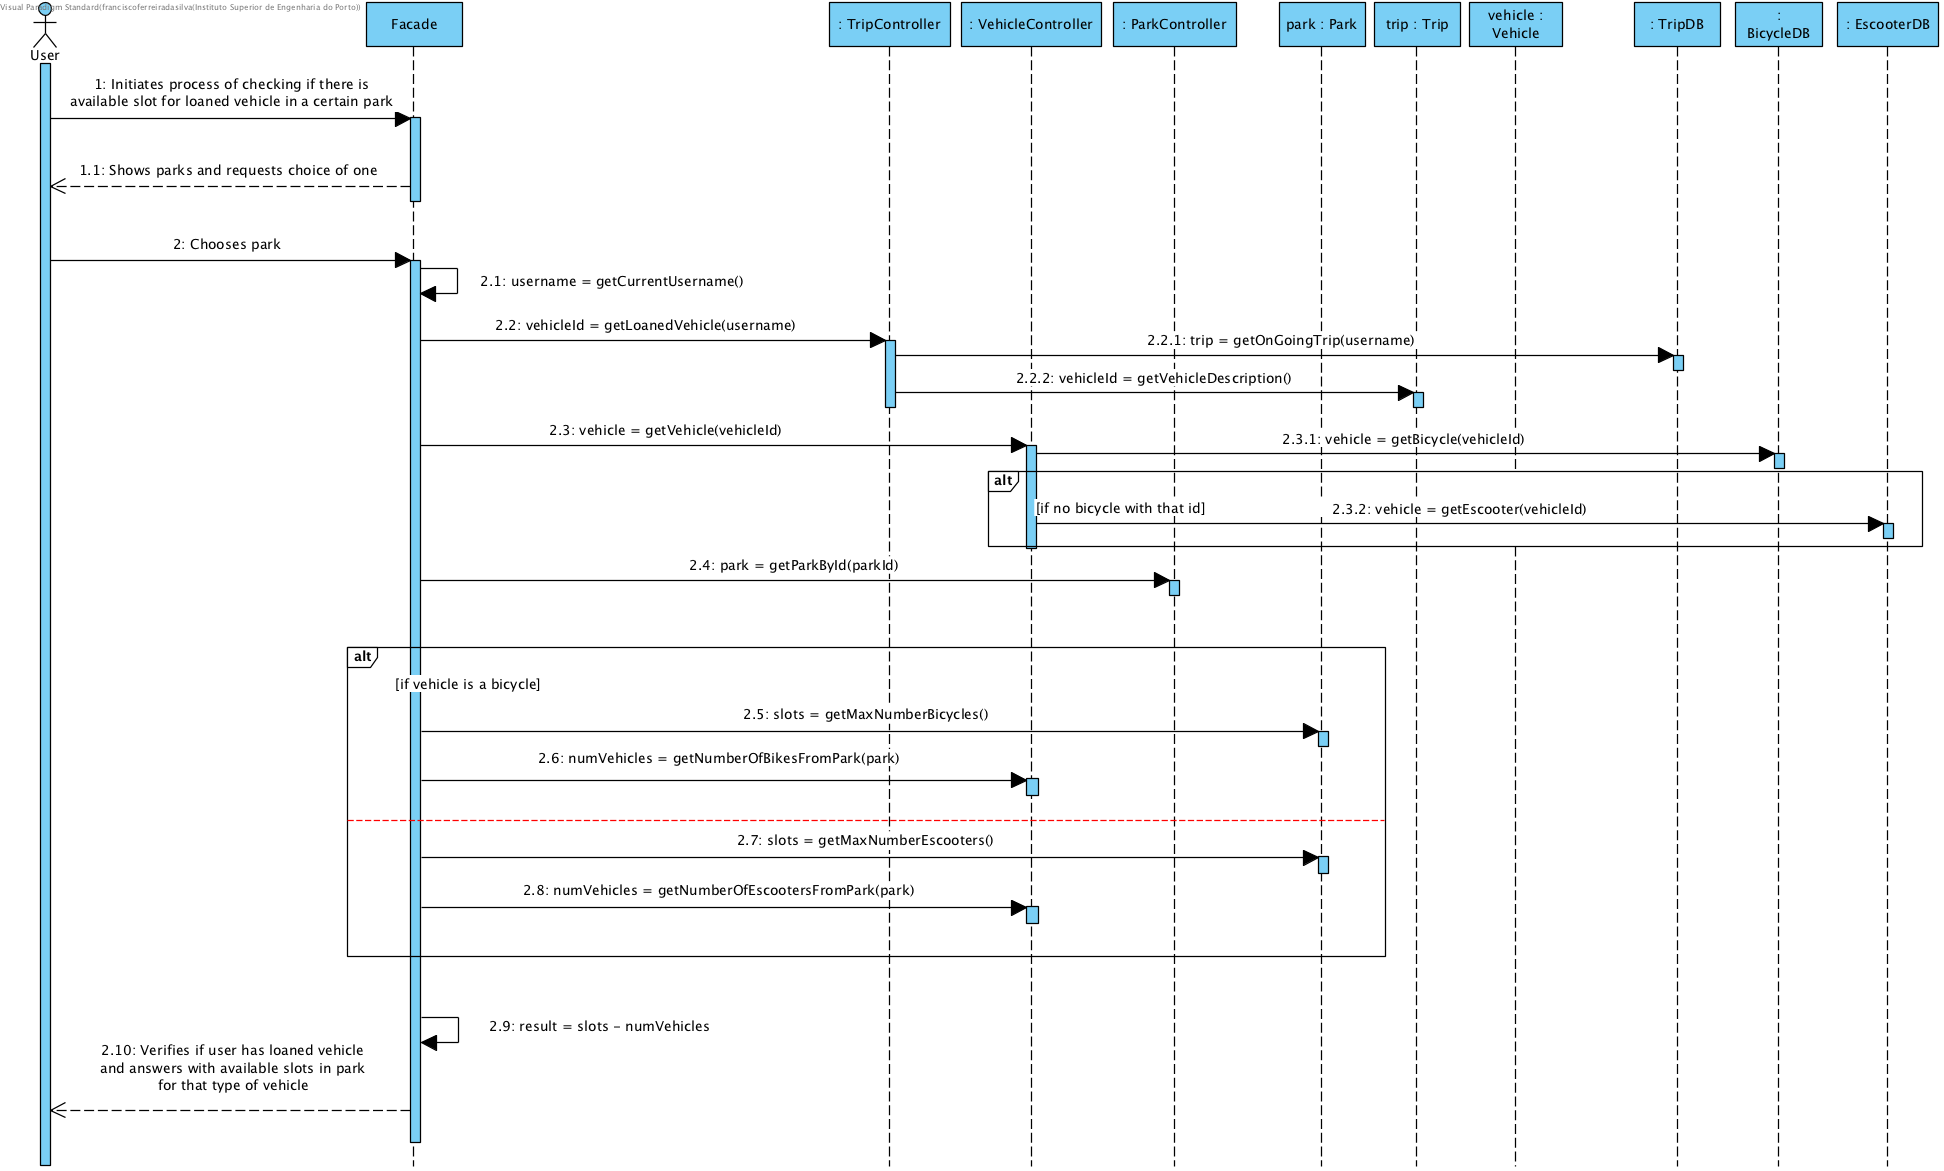 Visual Paradigm Standard(franciscoferreiradasilva(Instituto Superior de Engenharia do Porto))
User
Facade
: TripController
: VehicleController
: ParkController
park : Park
trip : Trip
vehicle :
Vehicle
: TripDB
:
BicycleDB
: EscooterDB
1: Initiates process of checking if there is
available slot for loaned vehicle in a certain park
1.1: Shows parks and requests choice of one
2: Chooses park
2.1: username = getCurrentUsername()
2.2: vehicleId = getLoanedVehicle(username)
2.2.1: trip = getOnGoingTrip(username)
2.2.2: vehicleId = getVehicleDescription()
2.3: vehicle = getVehicle(vehicleId)
2.3.1: vehicle = getBicycle(vehicleId)
alt
[if no bicycle with that id]
2.3.2: vehicle = getEscooter(vehicleId)
2.4: park = getParkById(parkId)
alt
[if vehicle is a bicycle]
2.5: slots = getMaxNumberBicycles()
2.6: numVehicles = getNumberOfBikesFromPark(park)
2.7: slots = getMaxNumberEscooters()
2.8: numVehicles = getNumberOfEscootersFromPark(park)
2.9: result = slots - numVehicles
2.10: Verifies if user has loaned vehicle
and answers with available slots in park
for that type of vehicle